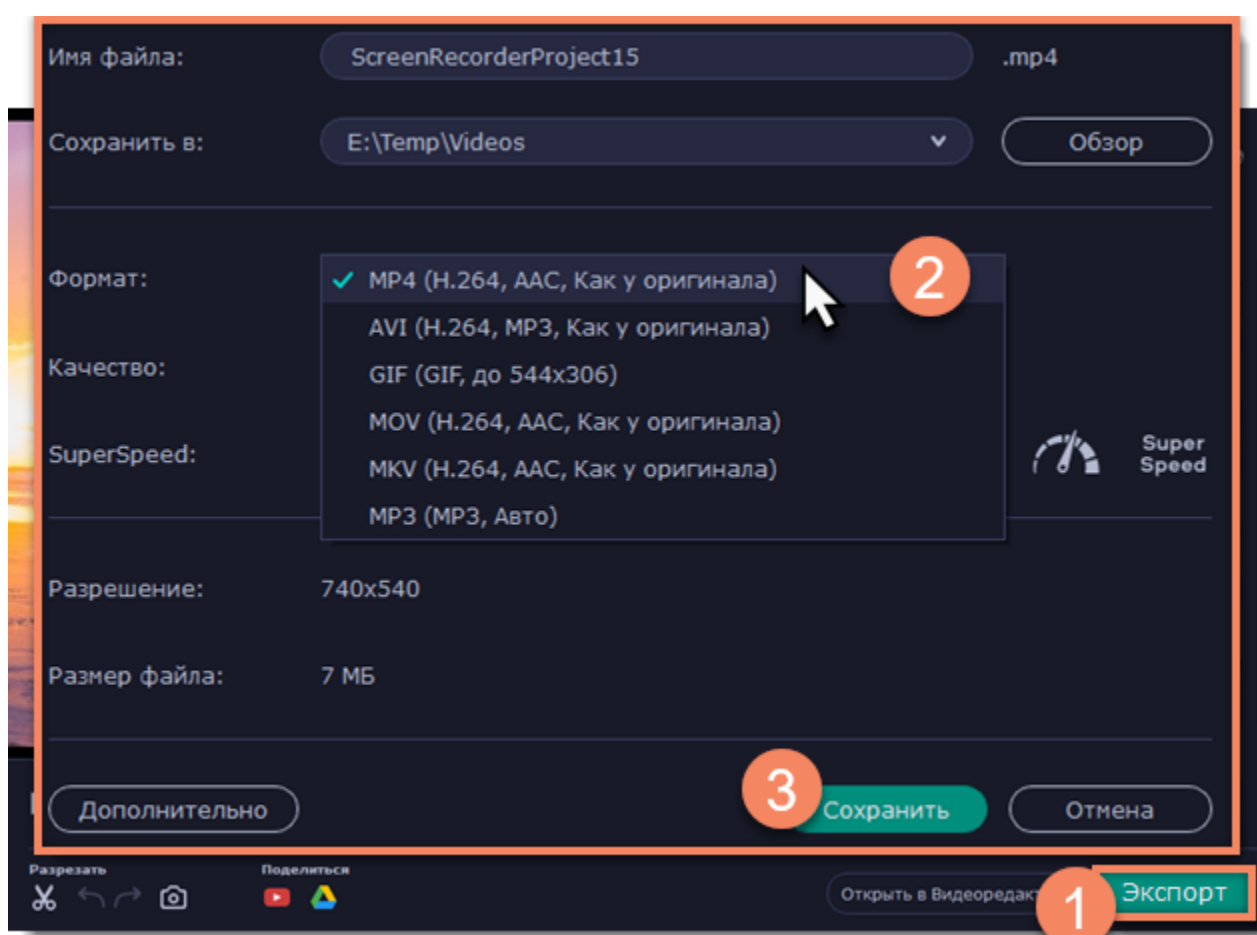 Имя файла: ScreenRecorderProject15 .mp4
Сохранить в: E:\Temp\Videos Обзор
Формат: MP4 (H.264, AAC, Как у оригинала) 2
AVI (H.264, MP3, Как у оригинала)
Качество: GIF (GIF, до 544x306)
MOV (H.264, AAC, Как у оригинала)
SuperSpeed: MKV (H.264, AAC, Как у оригинала) Super Speed
MP3 (MP3, Авто)
Разрешение: 740x540
Размер файла: 7 МБ
Дополнительно 3 Сохранить Отмена
Разрезать Поделиться
Открыть в 1 Экспорт